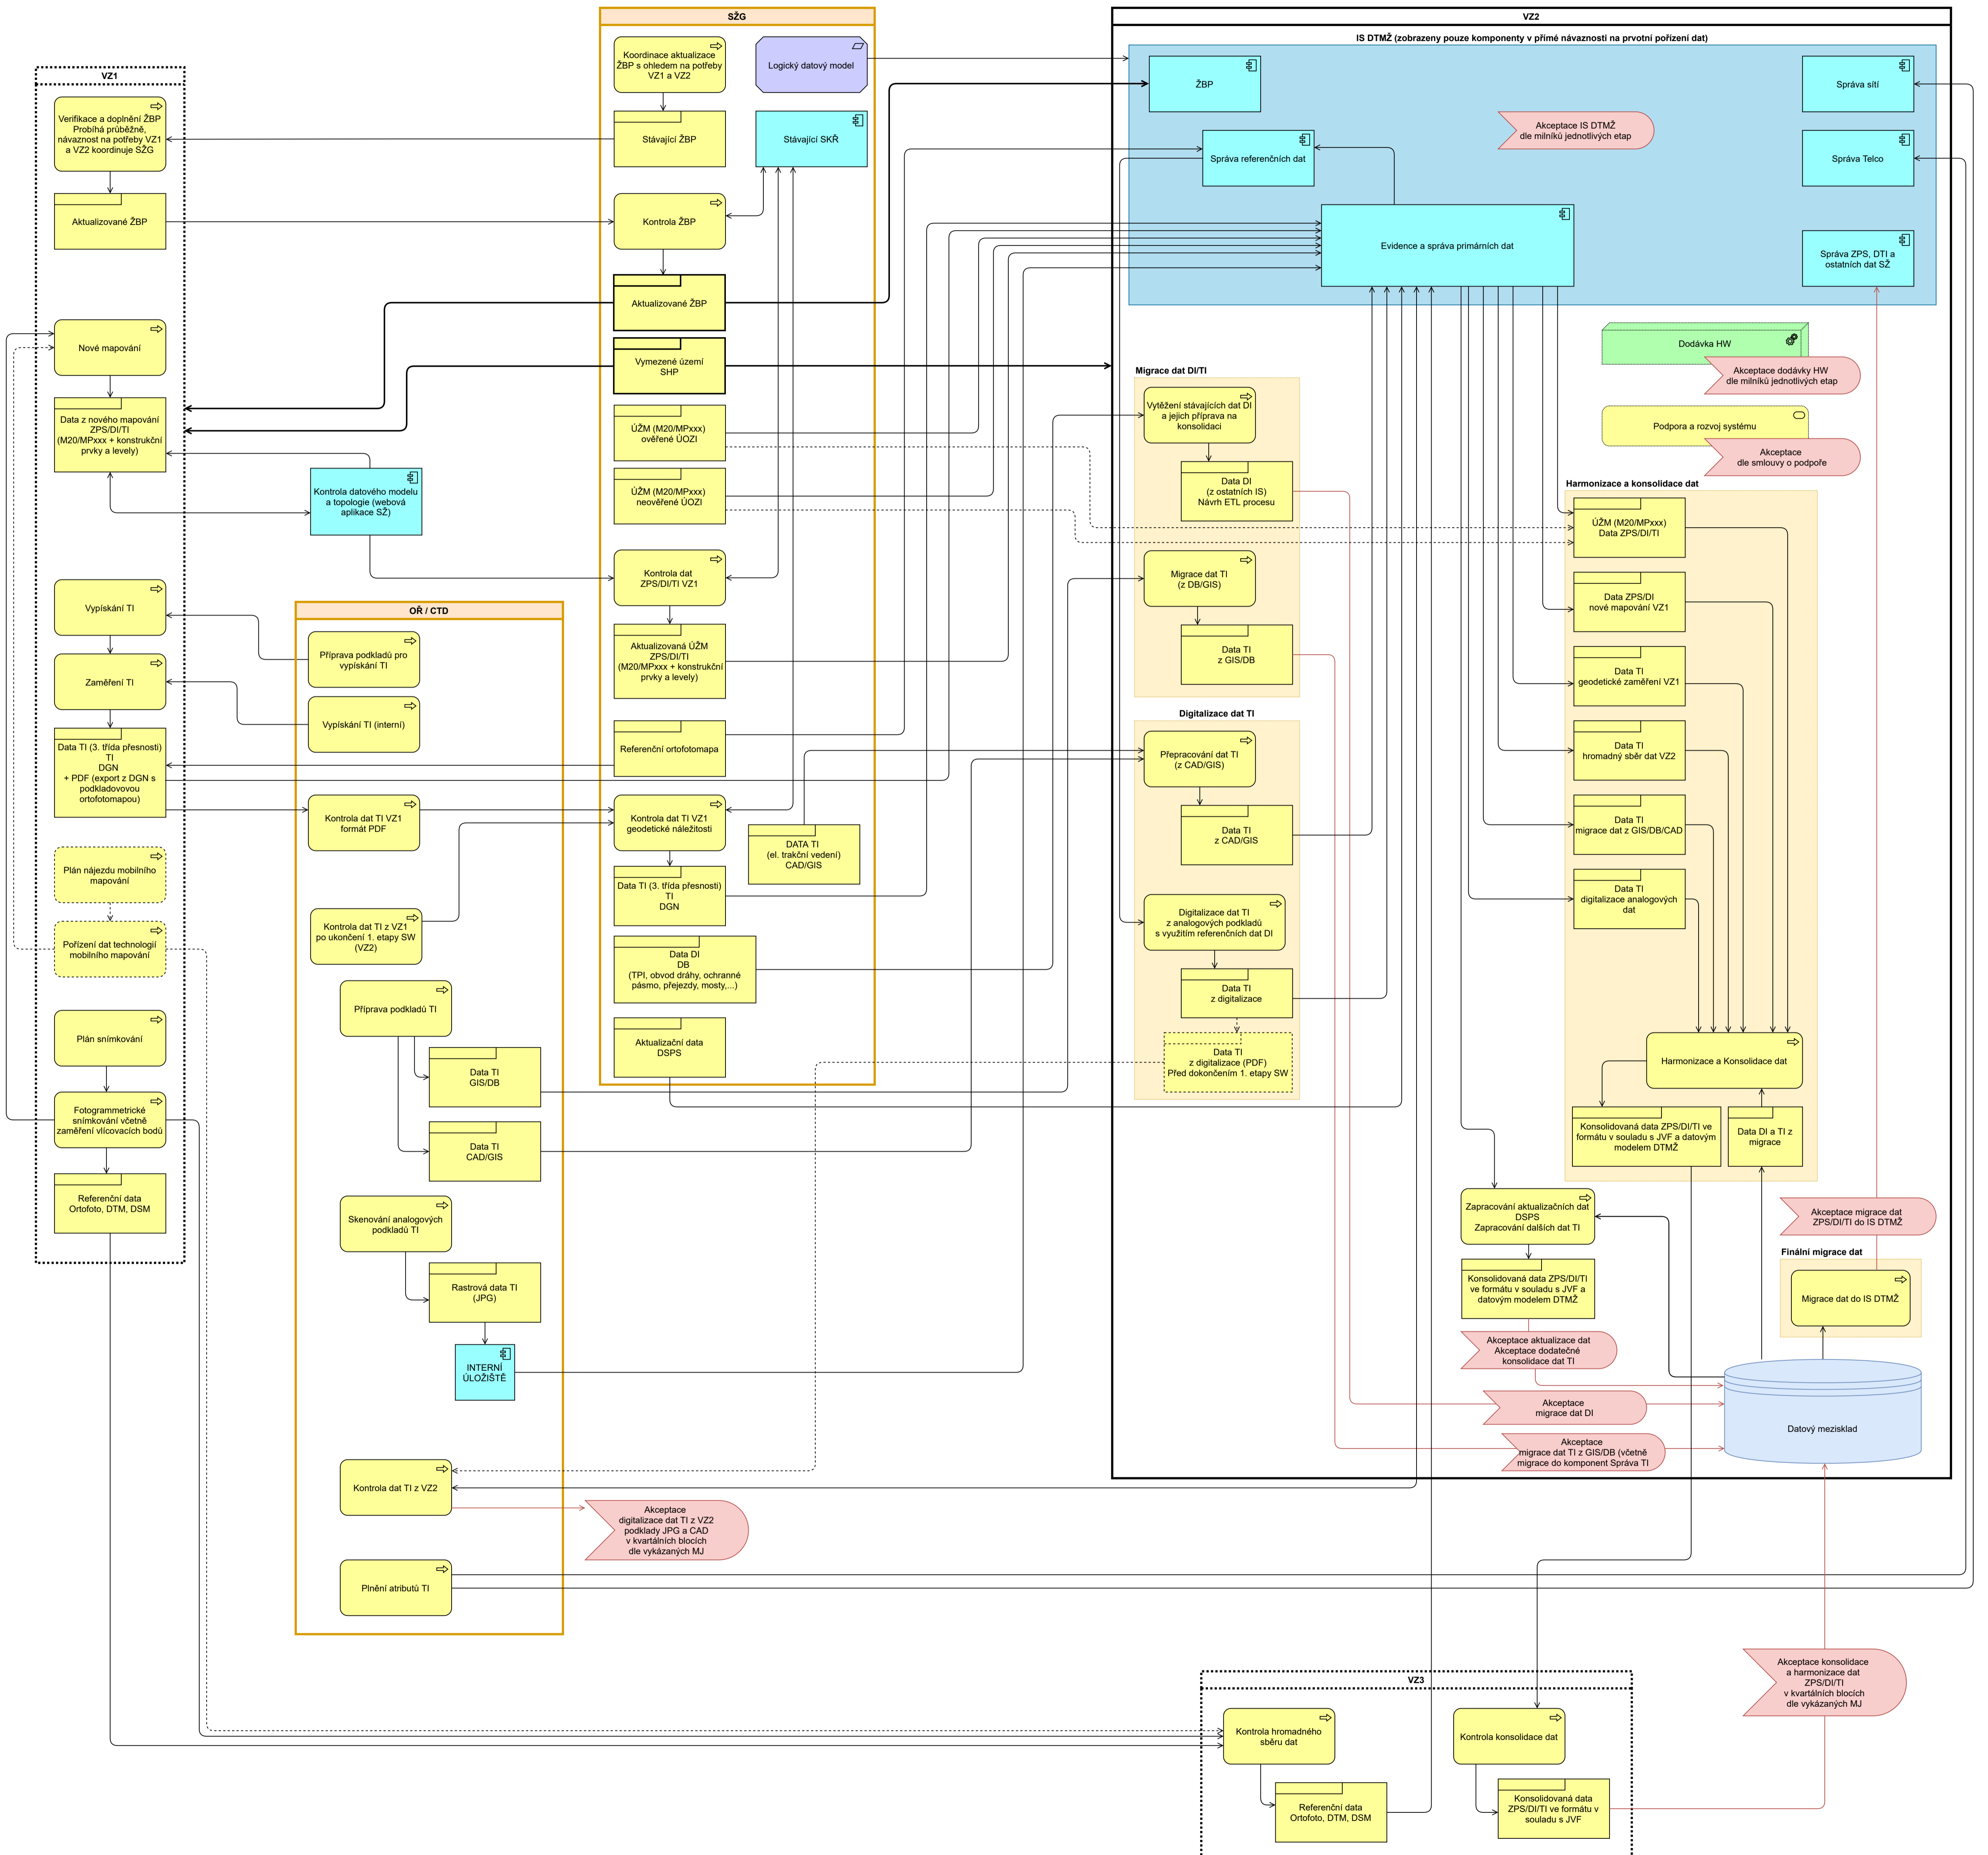 VZ1
Verifikace a doplnění ŽBP
Probíhá průběžně,
návaznost na potřeby VZ1
a VZ2 koordinuje SŽG
Aktualizované ŽBP
Nové mapování
Data z nového mapování
ZPS/DI/TI
(M20/MPxxx + konstrukční
prvky a levely)
Vypískání TI
Zaměření TI
Data TI (3. třída přesnosti)
TI
DGN
+ PDF (export z DGN s
podkladovovou
ortofotomapou)
Plán nájezdu mobilního
mapování
Pořízení dat technologií
mobilního mapování
Plán snímkování
Fotogrammetrické
snímkování včetně
zaměření vlícovacích bodů
Referenční data
Ortofoto, DTM, DSM
Kontrola datového modelu
a topologie (webová
aplikace SŽ)
OŘ / CTD
Příprava podkladů pro
vypískání TI
Vypískání TI (interní)
Kontrola dat TI VZ1
formát PDF
Kontrola dat TI z VZ1
po ukončení 1. etapy SW
(VZ2)
Příprava podkladů TI
Data TI
GIS/DB
Data TI
CAD/GIS
Skenování analogových
podkladů TI
Rastrová data TI
(JPG)
INTERNÍ
ÚLOŽIŠTĚ
Kontrola dat TI z VZ2
Akceptace
digitalizace dat TI z VZ2
podklady JPG a CAD
v kvartálních blocích
dle vykázaných MJ
Plnění atributů TI
SŽG
Koordinace aktualizace
ŽBP s ohledem na potřeby
VZ1 a VZ2
Logický datový model
Stávající ŽBP
Stávající SKŘ
Kontrola ŽBP
Aktualizované ŽBP
Vymezené území
SHP
ÚŽM (M20/MPxxx)
ověřené ÚOZI
ÚŽM (M20/MPxxx)
neověřené ÚOZI
Kontrola dat
ZPS/DI/TI VZ1
Aktualizovaná ÚŽM
ZPS/DI/TI
(M20/MPxxx + konstrukční
prvky a levely)
Referenční ortofotomapa
Kontrola dat TI VZ1
geodetické náležitosti
DATA TI
(el. trakční vedení)
CAD/GIS
Data TI (3. třída přesnosti)
TI
DGN
Data DI
DB
(TPI, obvod dráhy, ochranné
pásmo, přejezdy, mosty,...)
Aktualizační data
DSPS
VZ2
IS DTMŽ (zobrazeny pouze komponenty v přímé návaznosti na prvotní pořízení dat)
ŽBP
Správa sítí
Akceptace IS DTMŽ
dle milníků jednotlivých etap
Správa referenčních dat
Správa Telco
Evidence a správa primárních dat
Správa ZPS, DTI a
ostatních dat SŽ
Dodávka HW
Akceptace dodávky HW
dle milníků jednotlivých etap
Podpora a rozvoj systému
Akceptace
dle smlouvy o podpoře
Migrace dat DI/TI
Vytěžení stávajících dat DI
a jejich příprava na
konsolidaci
Data DI
(z ostatních IS)
Návrh ETL procesu
Migrace dat TI
(z DB/GIS)
Data TI
z GIS/DB
Digitalizace dat TI
Přepracování dat TI
(z CAD/GIS)
Data TI
z CAD/GIS
Digitalizace dat TI
z analogových podkladů
s využitím referenčních dat DI
Data TI
z digitalizace
Data TI
z digitalizace (PDF)
Před dokončením 1. etapy SW
Harmonizace a konsolidace dat
ÚŽM (M20/MPxxx)
Data ZPS/DI/TI
Data ZPS/DI
nové mapování VZ1
Data TI
geodetické zaměření VZ1
Data TI
hromadný sběr dat VZ2
Data TI
migrace dat z GIS/DB/CAD
Data TI
digitalizace analogových
dat
Harmonizace a Konsolidace dat
Konsolidovaná data ZPS/DI/TI ve
formátu v souladu s JVF a datovým
modelem DTMŽ
Data DI a TI z
migrace
Zapracování aktualizačních dat
DSPS
Zapracování dalších dat TI
Konsolidovaná data ZPS/DI/TI
ve formátu v souladu s JVF a
datovým modelem DTMŽ
Akceptace aktualizace dat
Akceptace dodatečné
konsolidace dat TI
Akceptace
migrace dat DI
Akceptace
migrace dat TI z GIS/DB (včetně
migrace do komponent Správa TI
Akceptace migrace dat
ZPS/DI/TI do IS DTMŽ
Finální migrace dat
Migrace dat do IS DTMŽ
Datový mezisklad
Akceptace konsolidace
a harmonizace dat
ZPS/DI/TI
v kvartálních blocích
dle vykázaných MJ
VZ3
Kontrola hromadného
sběru dat
Referenční data
Ortofoto, DTM, DSM
Kontrola konsolidace dat
Konsolidovaná data
ZPS/DI/TI ve formátu v
souladu s JVF